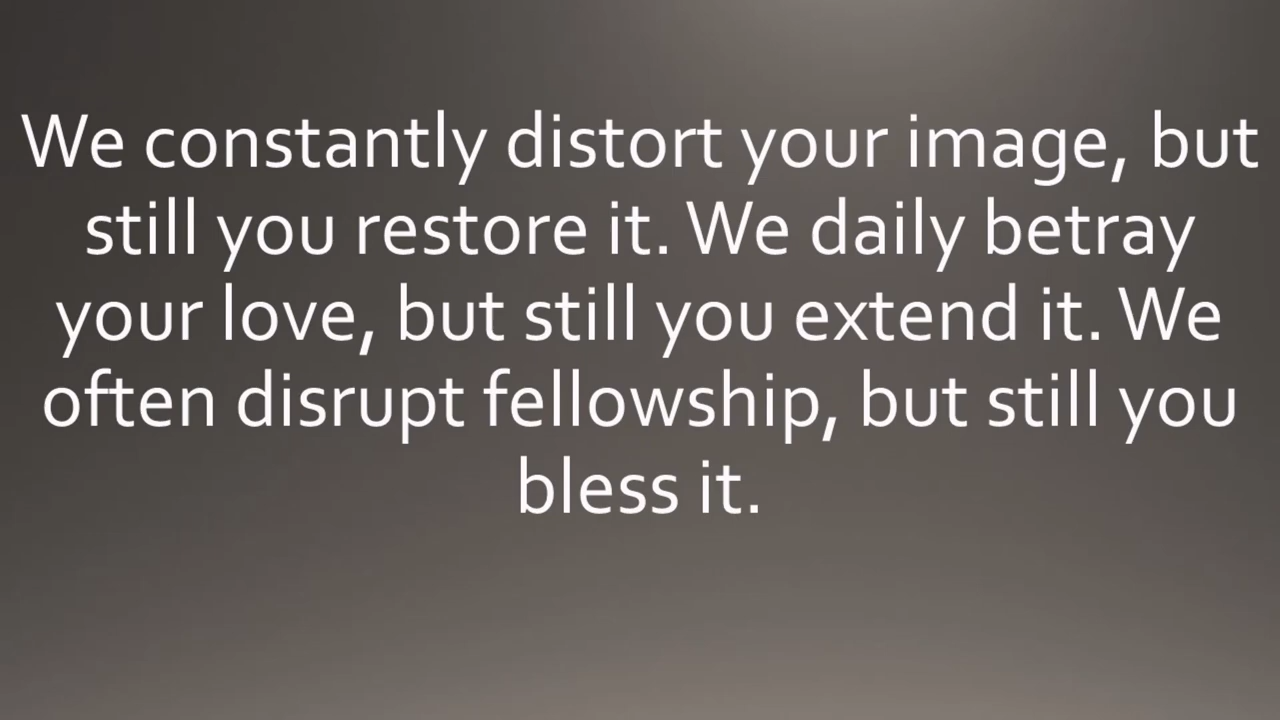 We constantly distort your image, but
still you restore it. We daily betray
your love, but still you extend it. We
often disrupt fellowship, but still you
bless it.